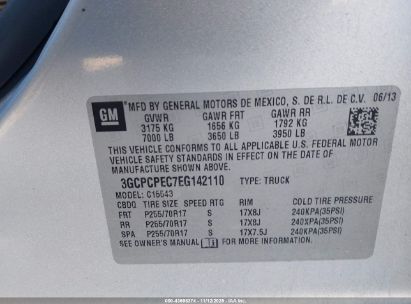 GM
MFD BY GENERAL MOTORS DE MEXICO, S. DE R.L. DE C.V. 06/13
GVWR GAWR FRT GAWR RR
3175 KG 1656 KG 1792 KG
7000 LB 3650 LB 3950 LB
THIS VEHICLE CONFORMS TO ALL APPLICABLE U.S. FEDERAL MOTOR
VEHICLE SAFETY STANDARDS IN EFFECT ON THE DATE OF
MANUFACTURE SHOWN ABOVE.
3GCPCPEC7EG142110 TYPE: TRUCK
MODEL: C15543
TIRE SIZE SPEED RTG RIM COLD TIRE PRESSURE
FRT P255/70R17 S 17X8J 240KPA(35PSI)
RR P255/70R17 S 17X8J 240KPA(35PSI)
SPA P255/70R17 S 17X7.5J 240KPA(35PSI)
SEE OWNER'S MANUAL FOR MORE INFORMATION.